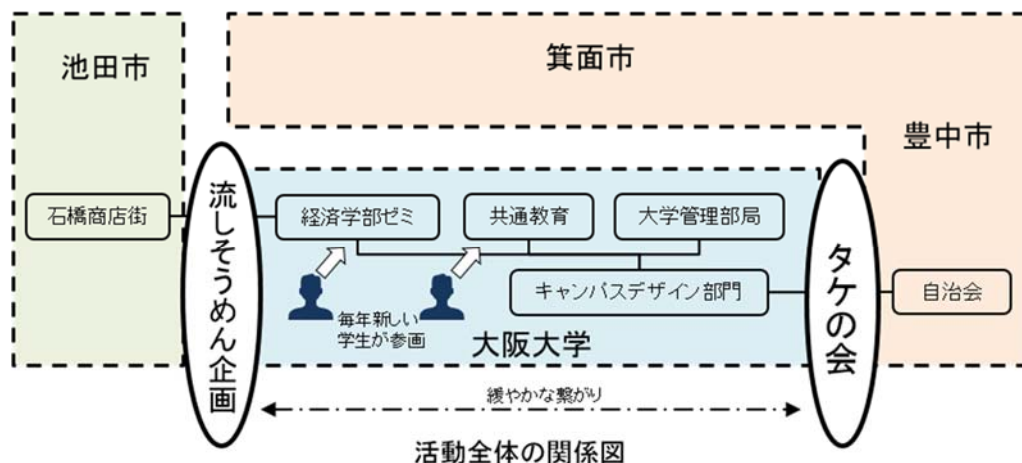 池田市
箕面市
豊中市
石橋商店街
流しそうめん企画
経済学部ゼミ
共通教育
大学管理部局
キャンパスデザイン部門
毎年新しい
学生が参画
大阪大学
タケの会
自治会
緩やかな繋がり
活動全体の関係図